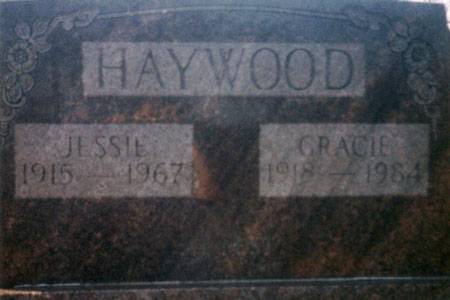 HAYWOOD
JESSIE
1915 — 1967
GRACIE
1918 — 1984